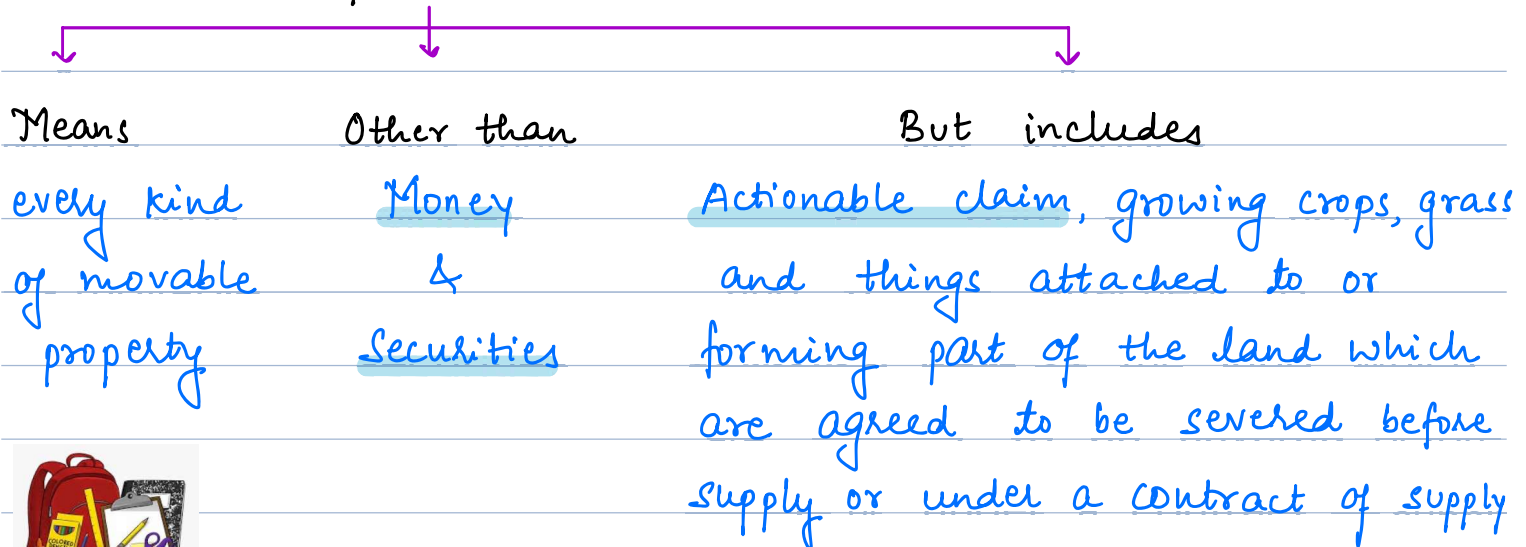 Means Other than But includes
every kind Money Actionable claim, growing crops, grass
of movable & and things attached to or
property Securities forming part of the land which
are agreed to be severed before
supply or under a contract of supply